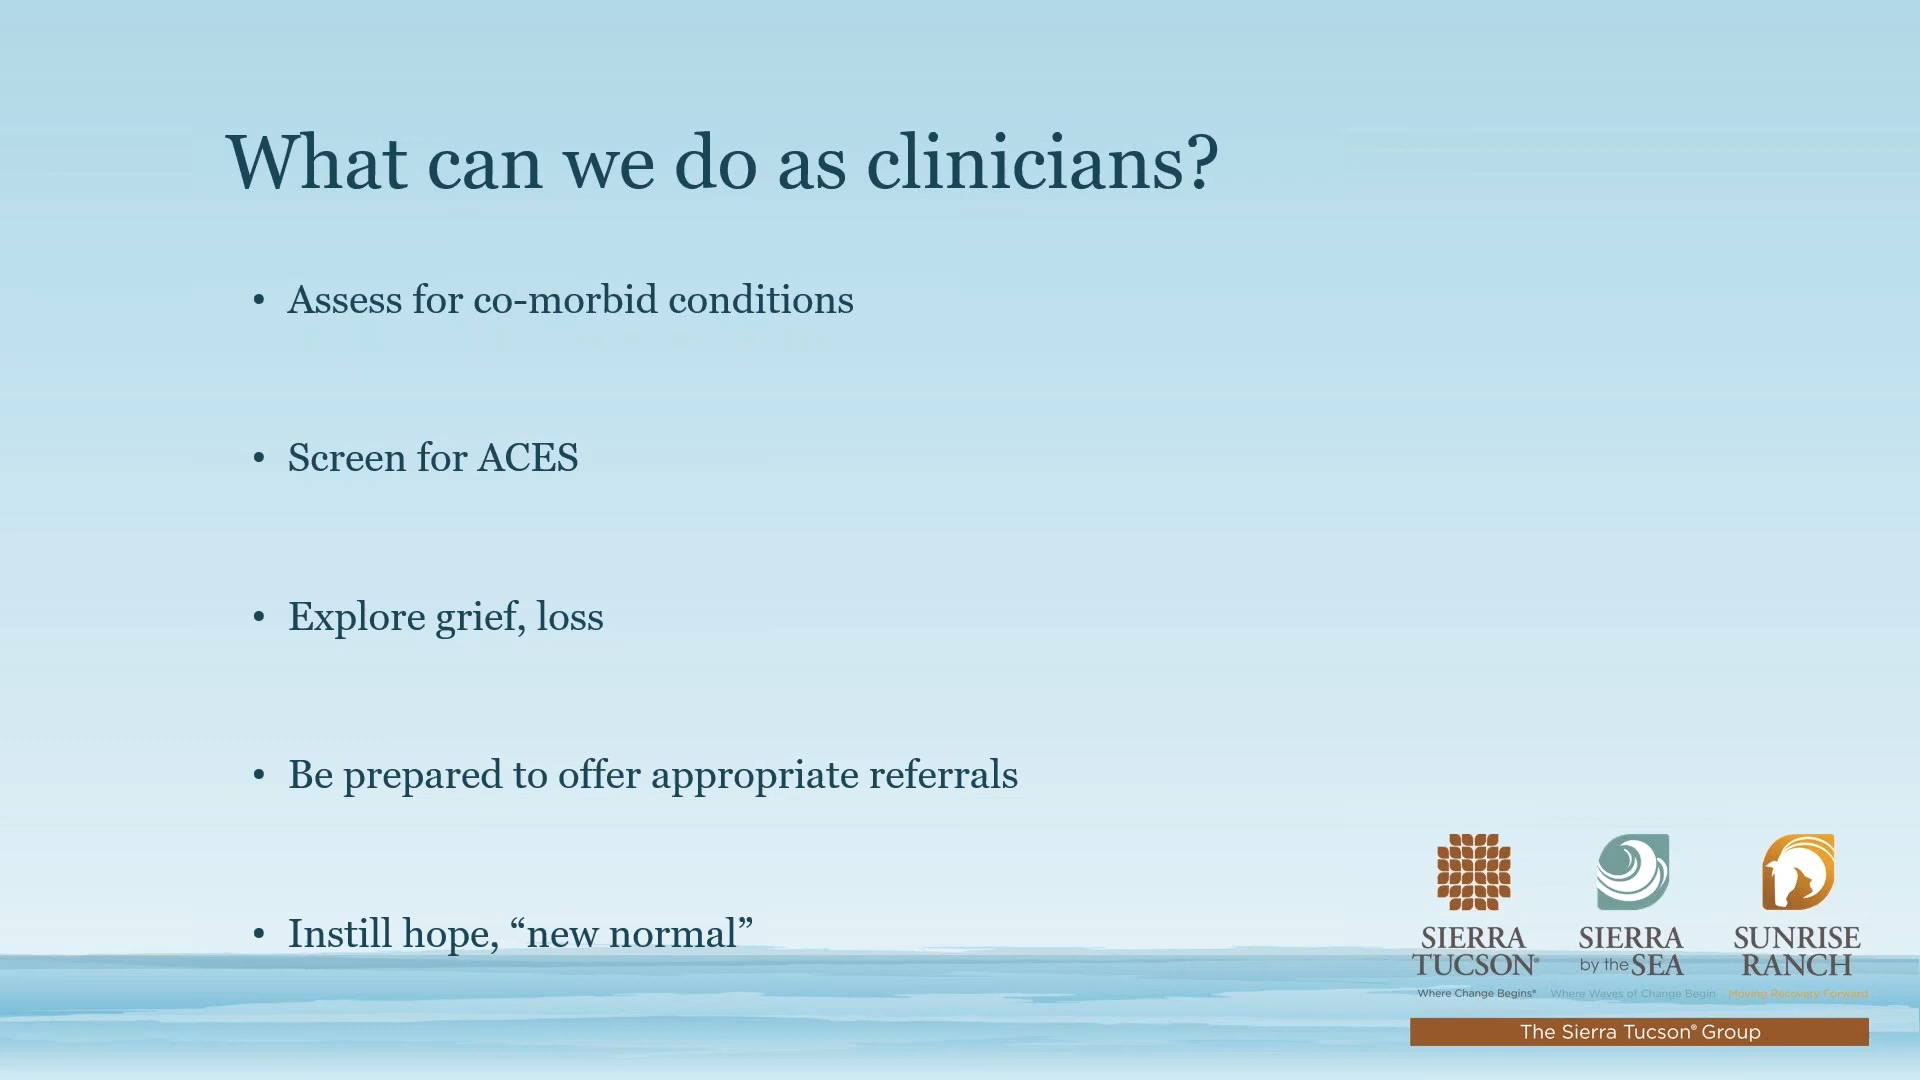 What can we do as clinicians?
• Assess for co-morbid conditions
• Screen for ACES
• Explore grief, loss
• Be prepared to offer appropriate referrals
• Instill hope, “new normal”
SIERRA
TUCSON®
Where Change Begins®
SIERRA
by the SEA
Where Waves of Change Begin
SUNRISE
RANCH
Moving Recovery Forward
The Sierra Tucson® Group